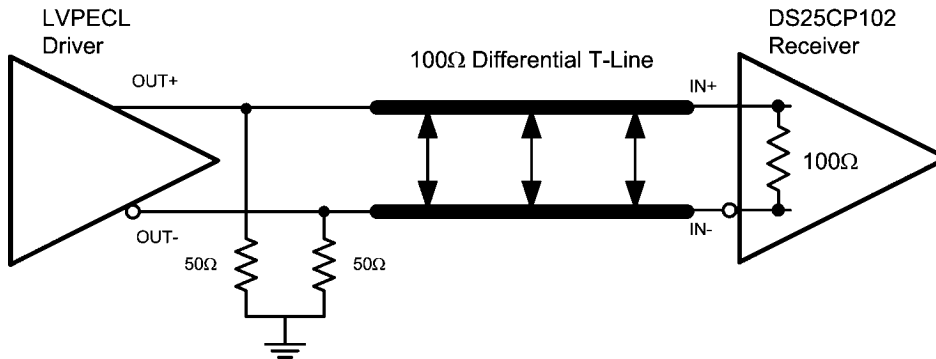 LVPECL
Driver
DS25CP102
Receiver
100Ω Differential T-Line
OUT+
IN+
100Ω
OUT-
IN-
50Ω
50Ω